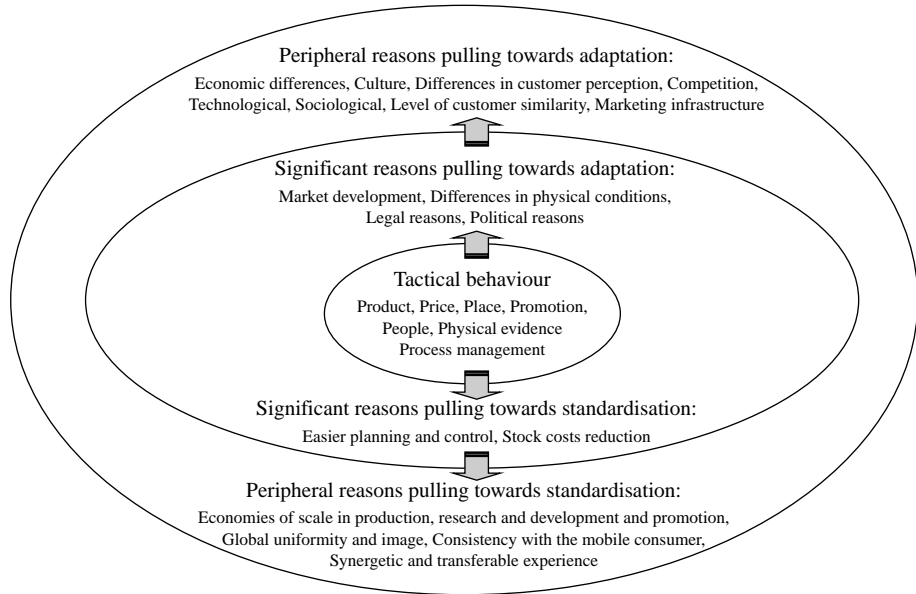 Peripheral reasons pulling towards adaptation:
Economic differences, Culture, Differences in customer perception, Competition,
Technological, Sociological, Level of customer similarity, Marketing infrastructure
Significant reasons pulling towards adaptation:
Market development, Differences in physical conditions,
Legal reasons, Political reasons
Tactical behaviour
Product, Price, Place, Promotion,
People, Physical evidence
Process management
Significant reasons pulling towards standardisation:
Easier planning and control, Stock costs reduction
Peripheral reasons pulling towards standardisation:
Economies of scale in production, research and development and promotion,
Global uniformity and image, Consistency with the mobile consumer,
Synergetic and transferable experience